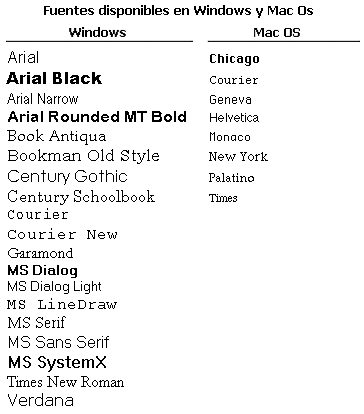 Fuentes disponibles en Windows y Mac Os
Windows Mac OS
Arial Chicago
Arial Black Courier
Arial Narrow Geneva
Arial Rounded MT Bold Helvetica
Book Antiqua Monaco
Bookman Old Style New York
Century Gothic Palatino
Century Schoolbook Times
Courier
Courier New
Garamond
MS Dialog
MS Dialog Light
MS LineDraw
MS Serif
MS Sans Serif
MS SystemX
Times New Roman
Verdana